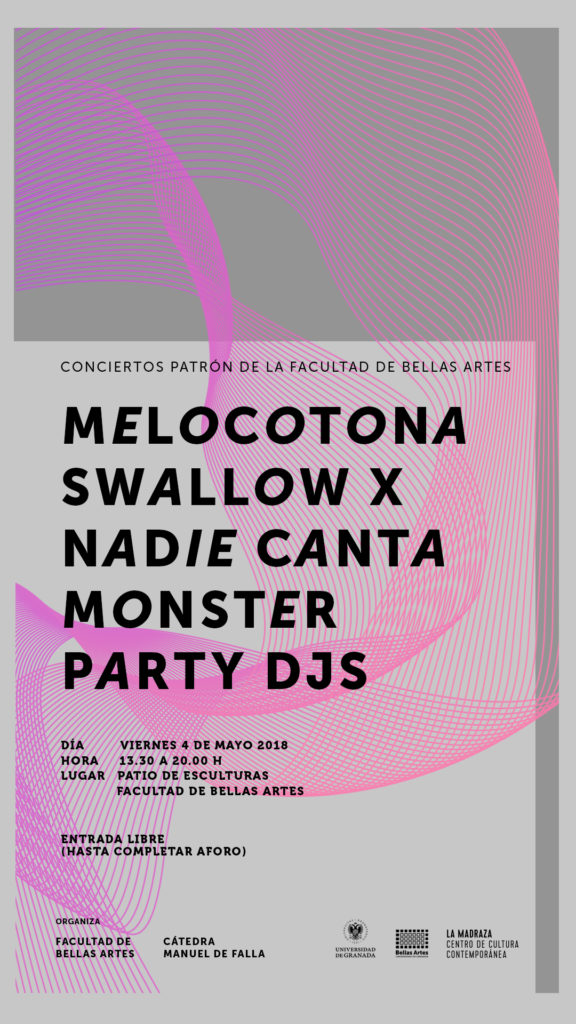 CONCIERTOS PATRÓN DE LA FACULTAD DE BELLAS ARTES
MELOCOTONA
SWALLOW X
NADIE CANTA
MONSTER
PARTY DJS
DÍA VIERNES 4 DE MAYO 2018
HORA 13.30 A 20.00 H
LUGAR PATIO DE ESCULTURAS
FACULTAD DE BELLAS ARTES
ENTRADA LIBRE
(HASTA COMPLETAR AFORO)
ORGANIZA
FACULTAD DE
BELLAS ARTES
CÁTEDRA
MANUEL DE FALLA
UNIVERSIDAD
DE GRANADA
Bellas Artes
LA MADRAZA
CENTRO DE CULTURA
CONTEMPORÁNEA